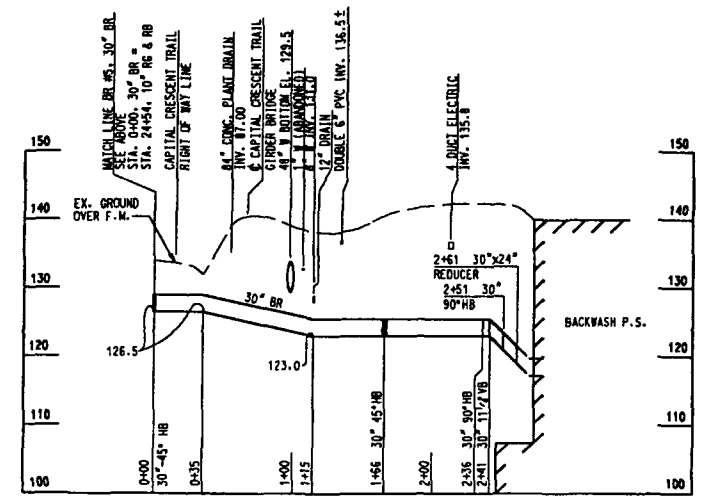 MATCH LINE BR #5, 30" BR
SEE ABOVE
STA. 0+00, 30" BR =
STA. 24+54, 10" RG & RB
CAPITAL CRESCENT TRAIL
RIGHT OF WAY LINE
84" CONC. PLANT DRAIN
INV. 87.00
℄ CAPITAL CRESCENT TRAIL
GIRDER BRIDGE
48" W BOTTOM EL. 129.5
W (ABANDONED)
12" DRAIN
DOUBLE 6" PVC INV. 136.5±
4 DUCT ELECTRIC
INV. 135.8
150
140
130
120
110
100
150
140
130
120
110
100
EX. GROUND
OVER F.M.
30" BR
126.5
123.0
2+61 30"x24"
REDUCER
2+51 30"
90°HB
BACKWASH P.S.
0+00
30"-45° HB
0+35
1+00
1+15
1+66 30" 45°HB
2+00
2+36 30" 90°HB
2+41 30" 11 1/2 VB